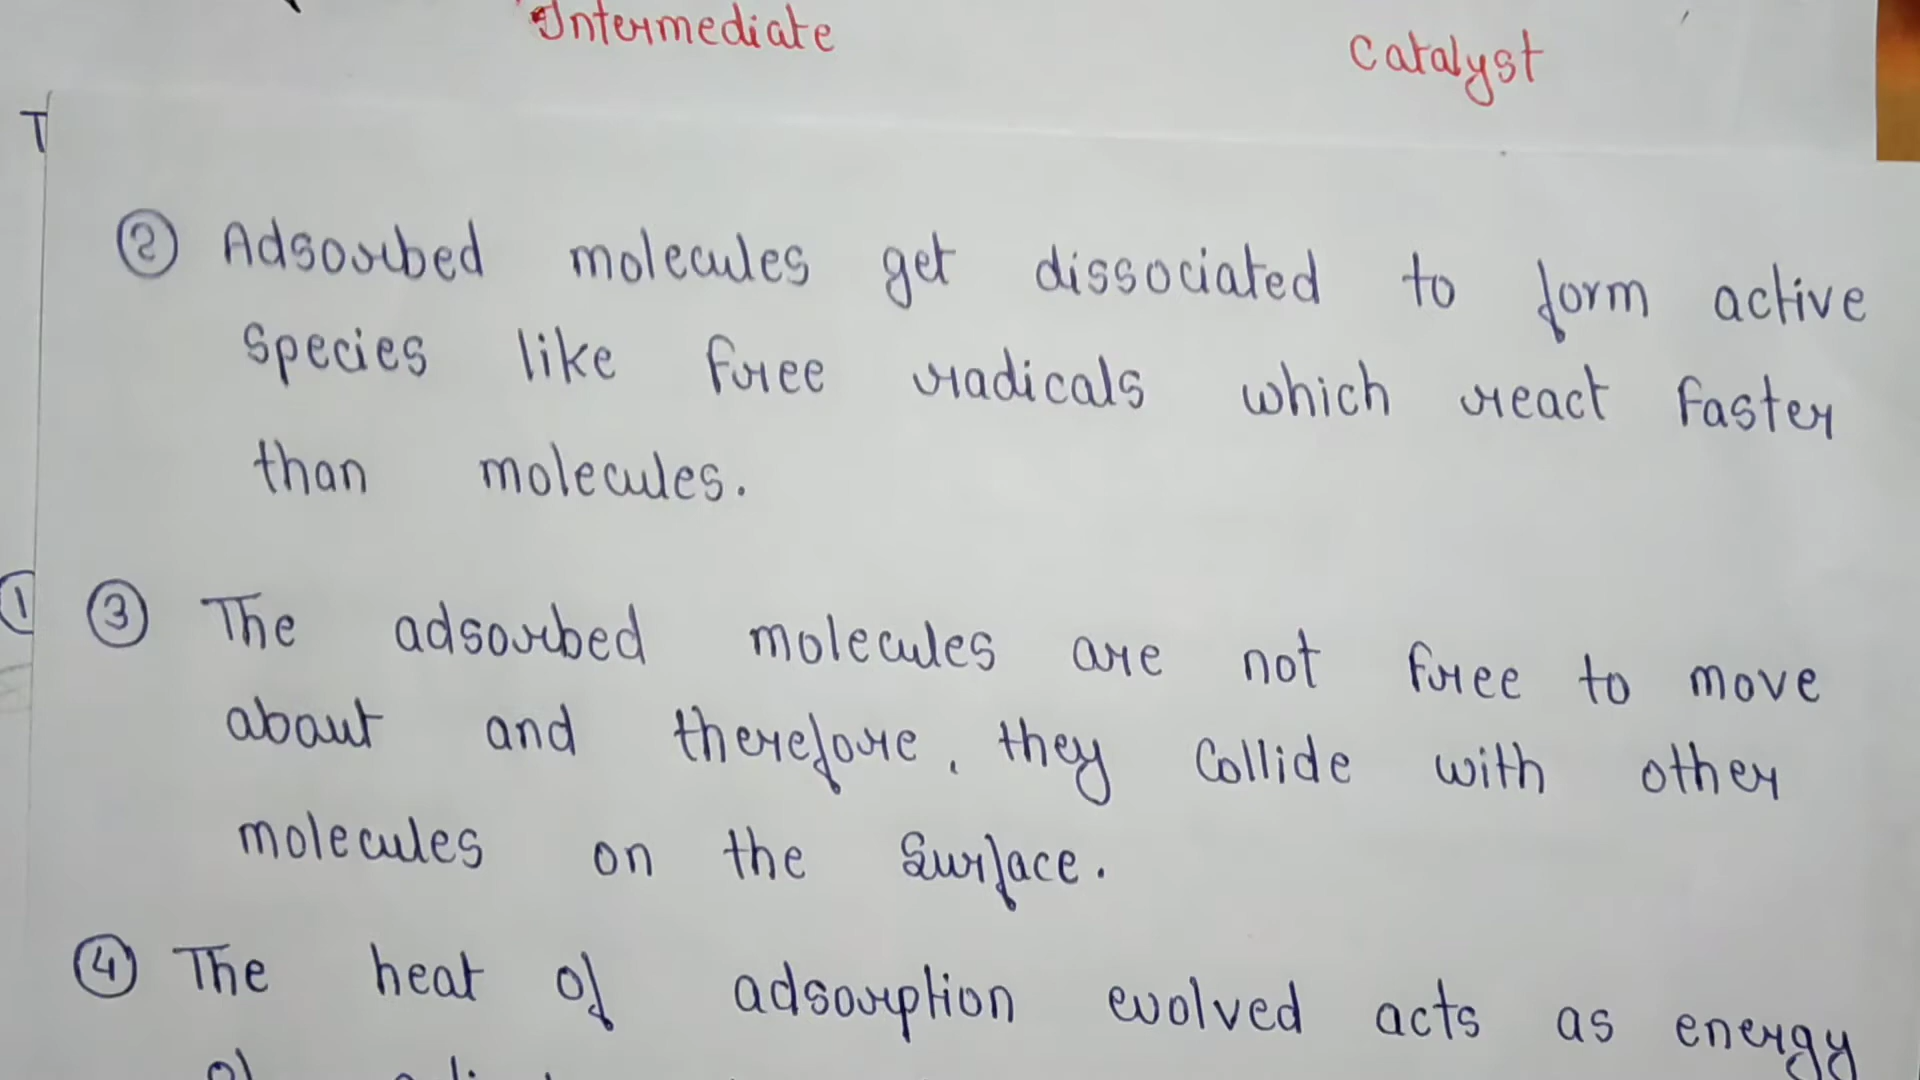 Intermediate
Catalyst
T
② Adsorbed molecules get dissociated to form active
species like free radicals which react faster
than molecules.
①
③ The adsorbed molecules are not free to move
about and therefore, they collide with other
molecules on the surface.
④ The heat of adsorption evolved acts as energy